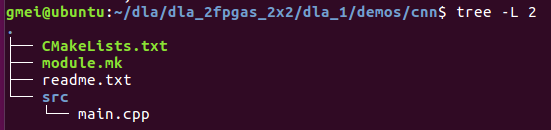 gmei@ubuntu:~/dla/dla_2fpgas_2x2/dla_1/demos/cnn$ tree -L 2
.
├── CMakeLists.txt
├── module.mk
├── readme.txt
└── src
    └── main.cpp